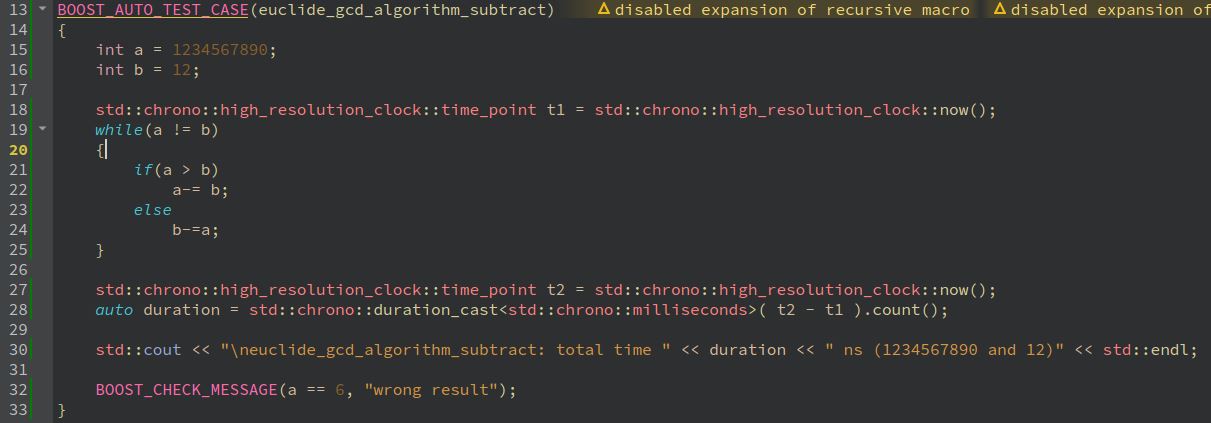 13 BOOST_AUTO_TEST_CASE(euclide_gcd_algorithm_subtract) ⚠ disabled expansion of recursive macro ⚠ disabled expansion of
14 {
15     int a = 1234567890;
16     int b = 12;
17
18     std::chrono::high_resolution_clock::time_point t1 = std::chrono::high_resolution_clock::now();
19     while(a != b)
20     {
21         if(a > b)
22             a-= b;
23         else
24             b-=a;
25     }
26
27     std::chrono::high_resolution_clock::time_point t2 = std::chrono::high_resolution_clock::now();
28     auto duration = std::chrono::duration_cast<std::chrono::milliseconds>( t2 - t1 ).count();
29
30     std::cout << "\neuclide_gcd_algorithm_subtract: total time " << duration << " ns (1234567890 and 12)" << std::endl;
31
32     BOOST_CHECK_MESSAGE(a == 6, "wrong result");
33 }